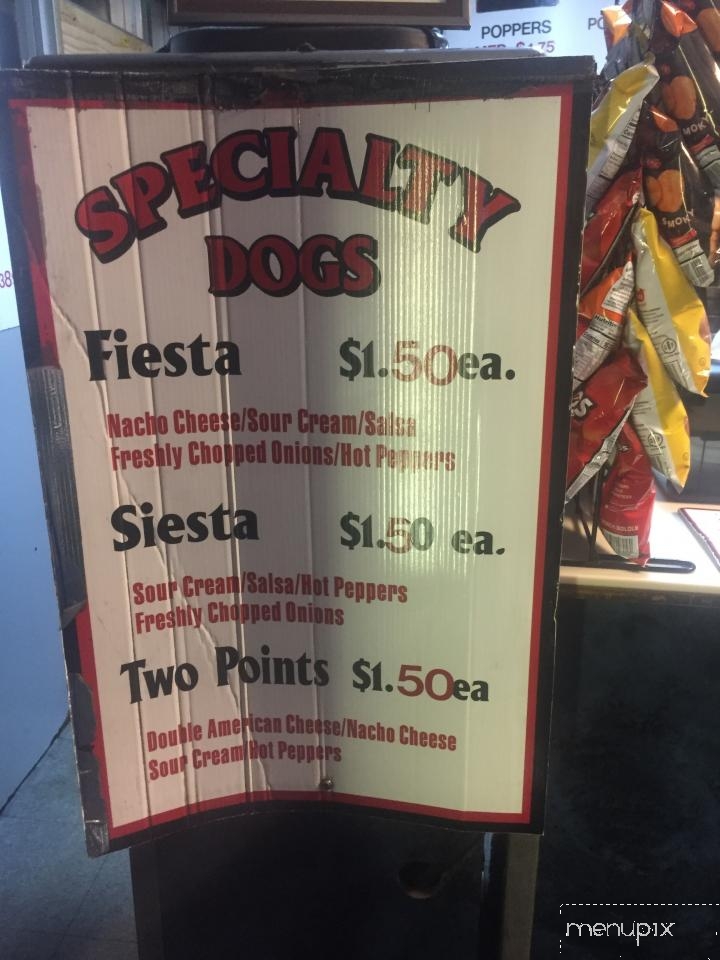 POPPERS
SPECIALTY
DOGS
Fiesta $1.50ea.
Nacho Cheese/Sour Cream/Salsa
Freshly Chopped Onions/Hot Peppers
Siesta $1.50 ea.
Sour Cream/Salsa/Hot Peppers
Freshly Chopped Onions
Two Points $1.50ea
Double American Cheese/Nacho Cheese
Sour Cream/Hot Peppers
SMOKY
menupix